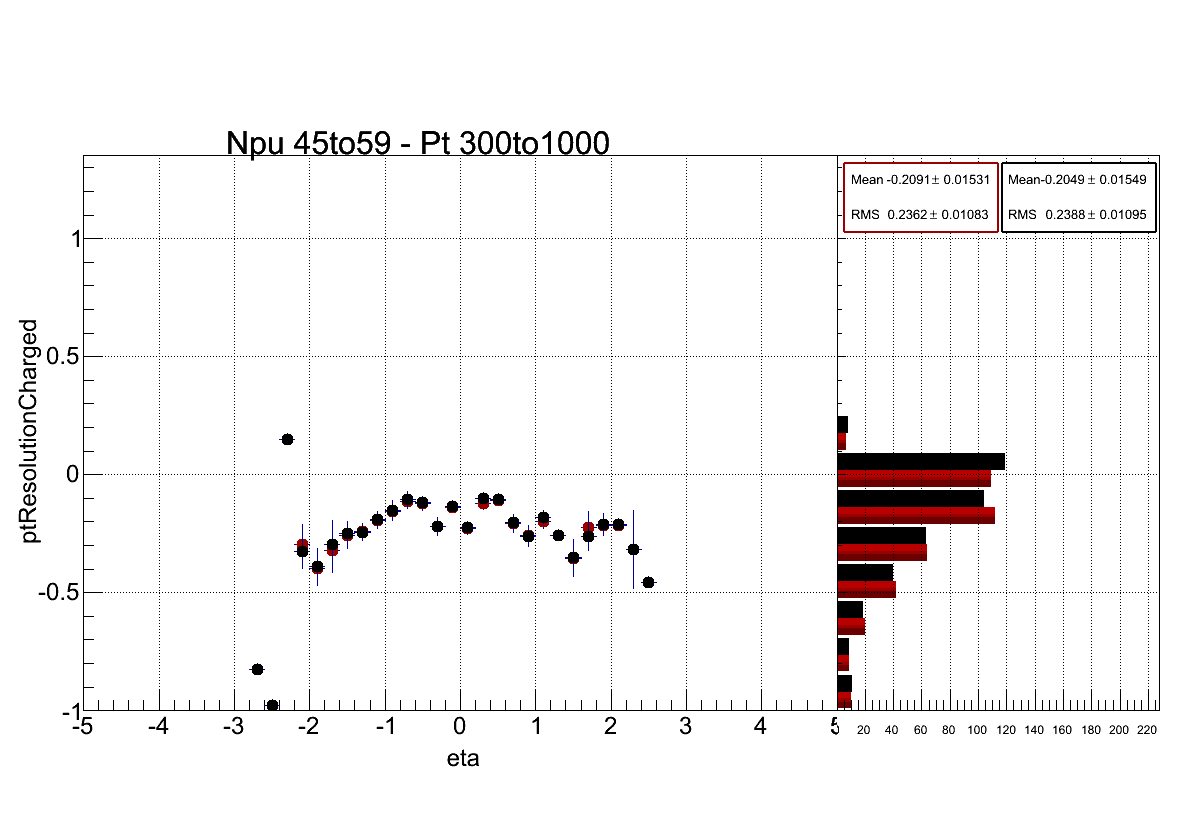 Npu 45to59 - Pt 300to1000
Mean -0.2091± 0.01531
RMS 0.2362± 0.01083
Mean-0.2049± 0.01549
RMS 0.2388± 0.01095
ptResolutionCharged
1
0.5
0
-0.5
-1
-5 -4 -3 -2 -1 0 1 2 3 4
20 40 60 80 100 120 140 160 180 200 220
eta